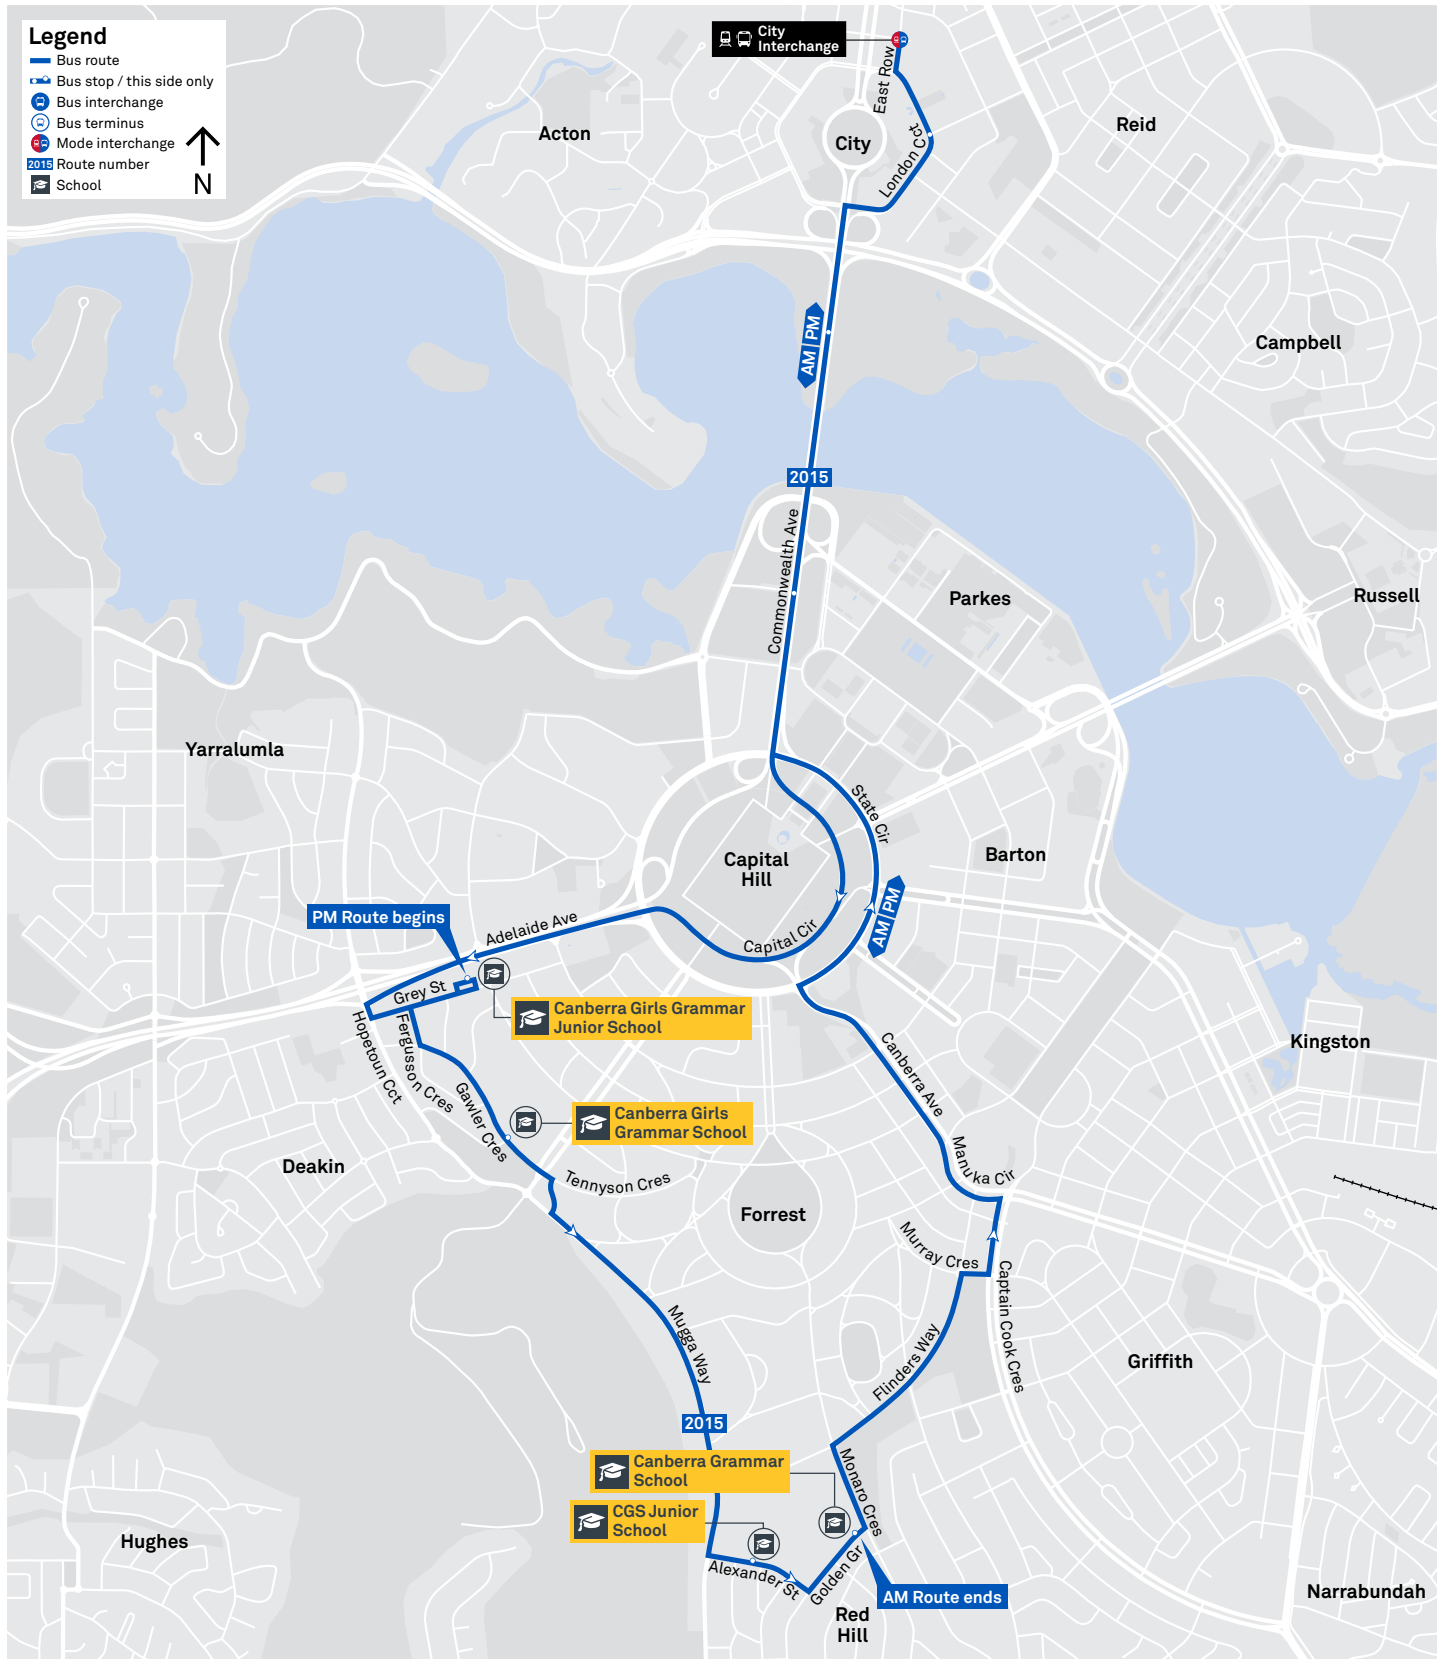 Legend
Bus route
Bus stop / this side only
Bus interchange
Bus terminus
Mode interchange
2015 Route number
School
N
City
Interchange
East Row
Acton
Reid
City
London Cct
AM | PM
Campbell
2015
Commonwealth Ave
Parkes
Russell
Yarralumla
State Cir
Barton
Capital
Hill
AM | PM
PM Route begins
Adelaide Ave
Capital Cir
Grey St
Canberra Girls Grammar
Junior School
Hopetoun Cct
Fergusson Cres
Canberra Ave
Kingston
Gawler Cres
Canberra Girls
Grammar School
Deakin
Manuka Cir
Tennyson Cres
Forrest
Murray Cres
Captain Cook Cres
Mugga Way
Flinders Way
Griffith
2015
Canberra Grammar
School
Monaro Cres
CGS Junior
School
Hughes
Alexander St
Golden Gr
AM Route ends
Narrabundah
Red
Hill